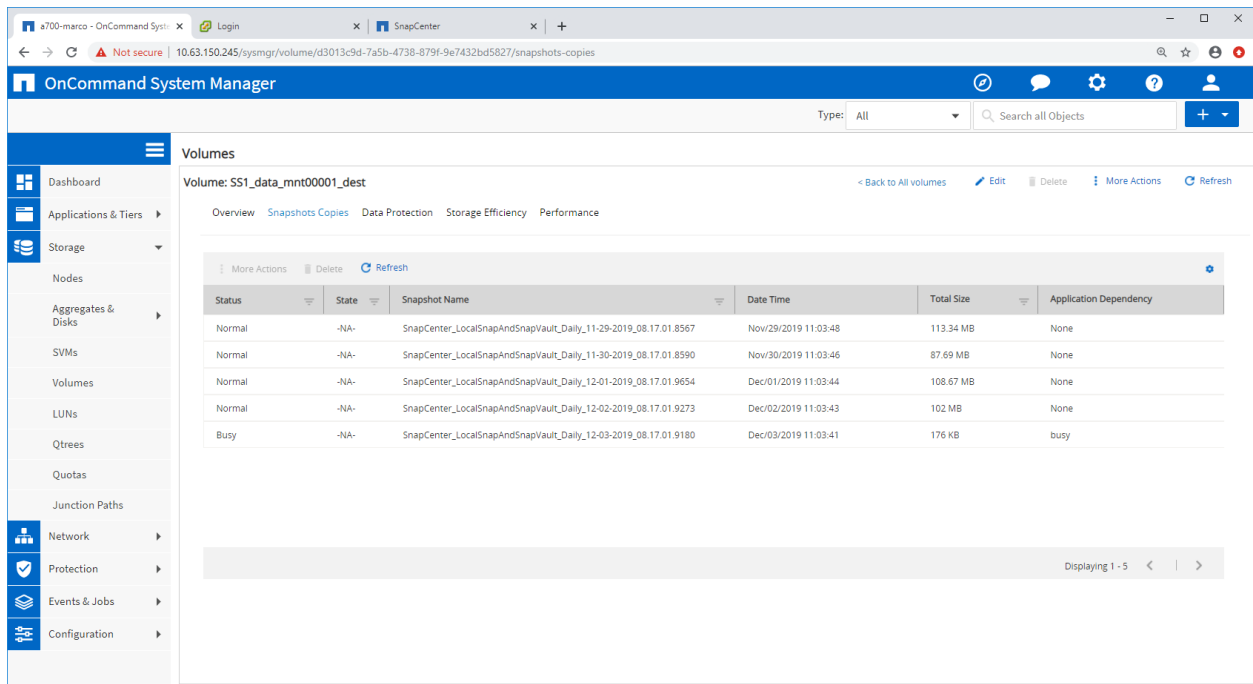 a700-marco - OnCommand Syste
Login
SnapCenter
Not secure | 10.63.150.245/sysmgr/volume/d3013c9d-7a5b-4738-879f-9e7432bd5827/snapshots-copies
OnCommand System Manager
Type: All Search all Objects
Volumes
Dashboard
Applications & Tiers
Storage
Nodes
Aggregates &
Disks
SVMs
Volumes
LUNs
Qtrees
Quotas
Junction Paths
Network
Protection
Events & Jobs
Configuration
Volume: SS1_data_mnt00001_dest
< Back to All volumes Edit Delete More Actions Refresh
Overview Snapshots Copies Data Protection Storage Efficiency Performance
More Actions Delete Refresh
Status State Snapshot Name Date Time Total Size Application Dependency
Normal -NA- SnapCenter_LocalSnapAndSnapVault_Daily_11-29-2019_08.17.01.8567 Nov/29/2019 11:03:48 113.34 MB None
Normal -NA- SnapCenter_LocalSnapAndSnapVault_Daily_11-30-2019_08.17.01.8590 Nov/30/2019 11:03:46 87.69 MB None
Normal -NA- SnapCenter_LocalSnapAndSnapVault_Daily_12-01-2019_08.17.01.9654 Dec/01/2019 11:03:44 108.67 MB None
Normal -NA- SnapCenter_LocalSnapAndSnapVault_Daily_12-02-2019_08.17.01.9273 Dec/02/2019 11:03:43 102 MB None
Busy -NA- SnapCenter_LocalSnapAndSnapVault_Daily_12-03-2019_08.17.01.9180 Dec/03/2019 11:03:41 176 KB busy
Displaying 1 - 5